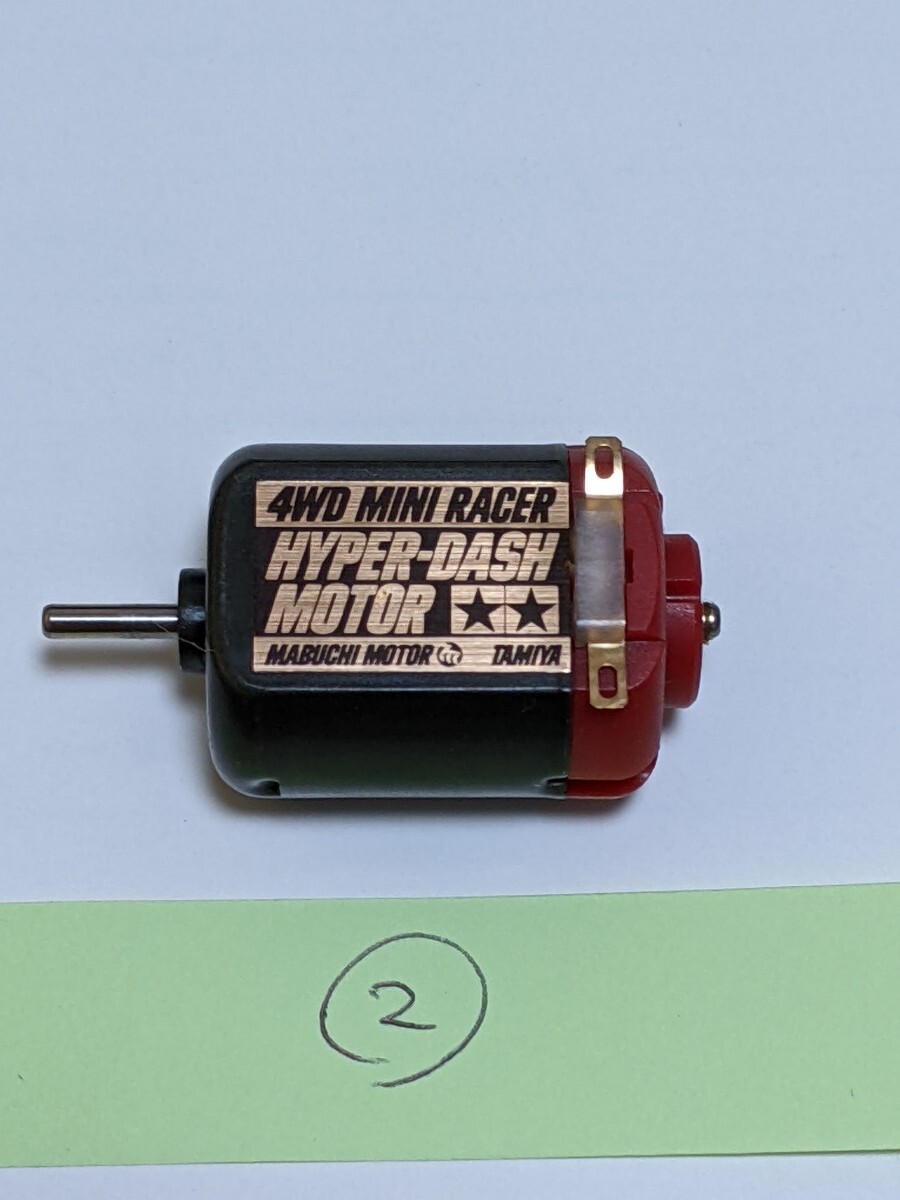 4WD MINI RACER
HYPER-DASH
MOTOR
MABUCHI MOTOR TAMIYA
2